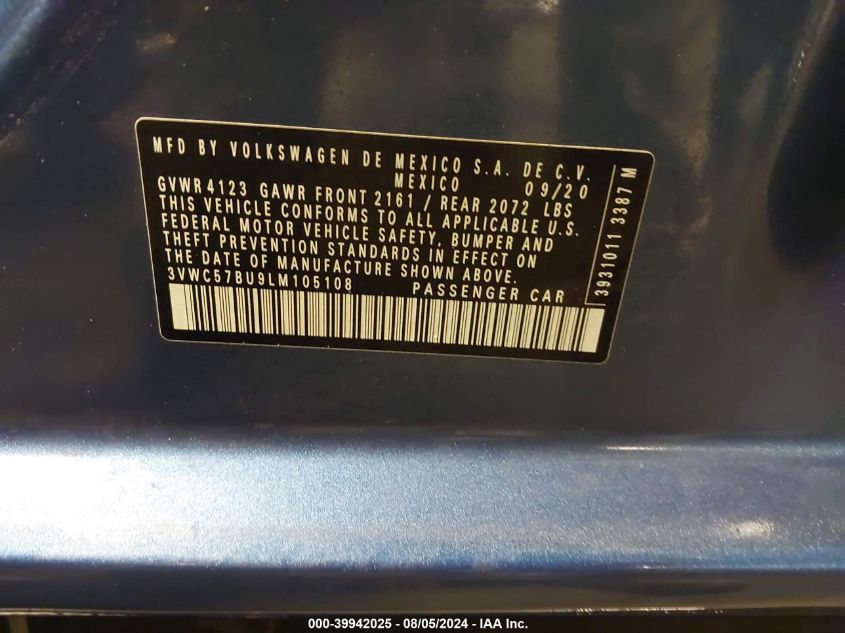 MFD BY VOLKSWAGEN DE MEXICO S.A. DE C.V.
MEXICO 09/20
GVWR 4123 GAWR FRONT 2161 / REAR 2072 LBS
THIS VEHICLE CONFORMS TO ALL APPLICABLE U.S.
FEDERAL MOTOR VEHICLE SAFETY, BUMPER AND
THEFT PREVENTION STANDARDS IN EFFECT ON
THE DATE OF MANUFACTURE SHOWN ABOVE.
3VWC57BU9LM105108 PASSENGER CAR
3931011 3387 M
000-39942025 - 08/05/2024 - IAA Inc.